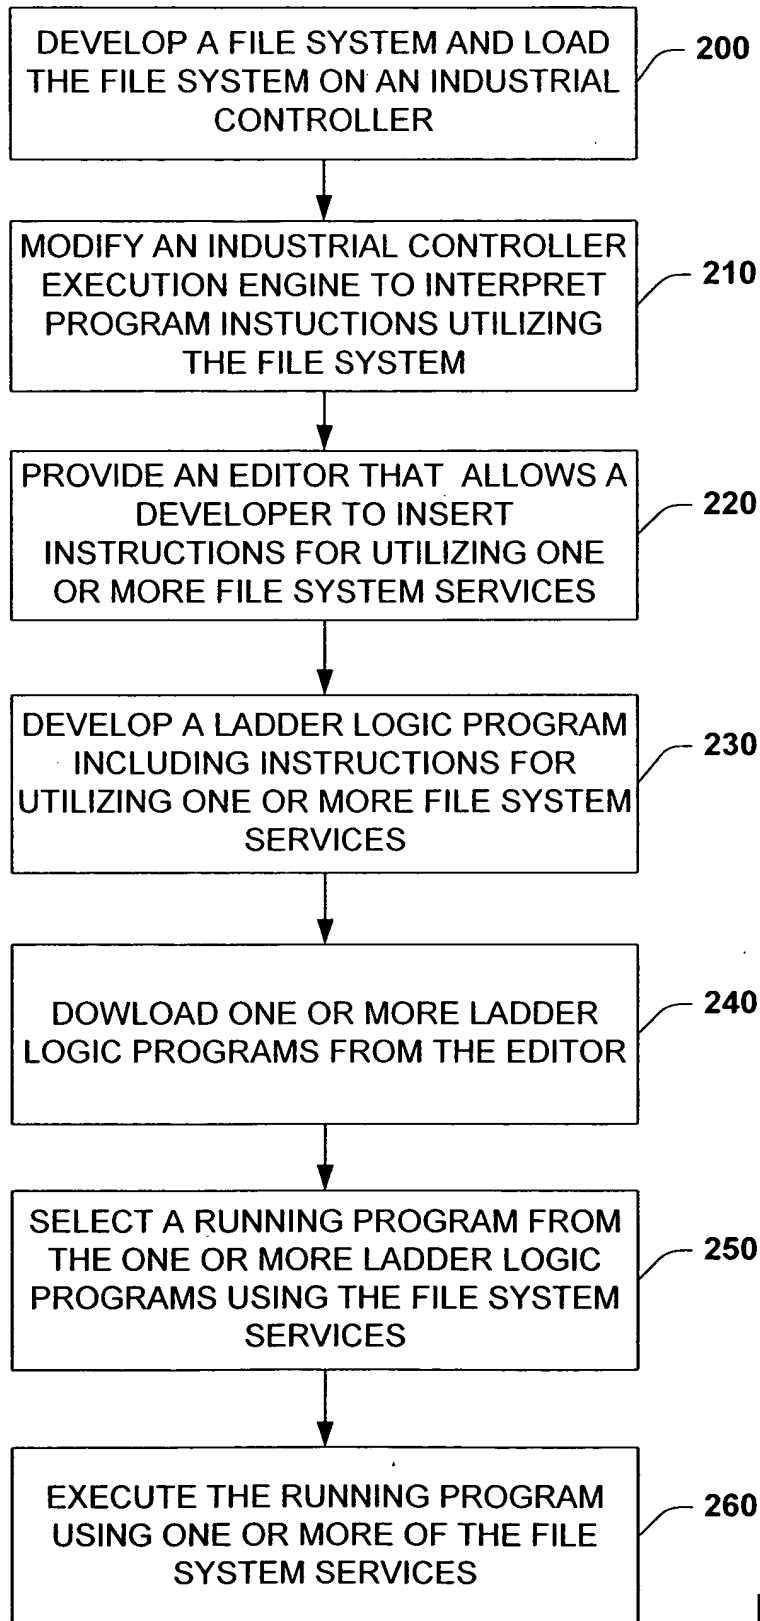 DEVELOP A FILE SYSTEM AND LOAD
THE FILE SYSTEM ON AN INDUSTRIAL
CONTROLLER
200
MODIFY AN INDUSTRIAL CONTROLLER
EXECUTION ENGINE TO INTERPRET
PROGRAM INSTUCTIONS UTILIZING
THE FILE SYSTEM
210
PROVIDE AN EDITOR THAT ALLOWS A
DEVELOPER TO INSERT
INSTRUCTIONS FOR UTILIZING ONE
OR MORE FILE SYSTEM SERVICES
220
DEVELOP A LADDER LOGIC PROGRAM
INCLUDING INSTRUCTIONS FOR
UTILIZING ONE OR MORE FILE SYSTEM
SERVICES
230
DOWLOAD ONE OR MORE LADDER
LOGIC PROGRAMS FROM THE EDITOR
240
SELECT A RUNNING PROGRAM FROM
THE ONE OR MORE LADDER LOGIC
PROGRAMS USING THE FILE SYSTEM
SERVICES
250
EXECUTE THE RUNNING PROGRAM
USING ONE OR MORE OF THE FILE
SYSTEM SERVICES
260